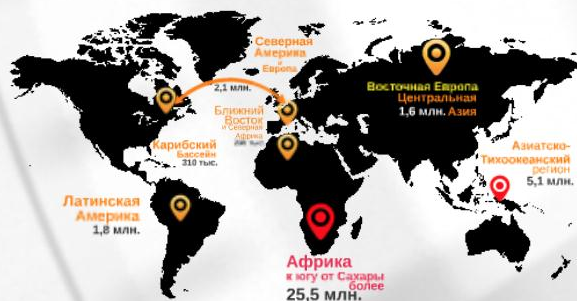 Северная
Америка
и
Европа
2,1 млн.
Восточная Европа
Центральная
1,6 млн. Азия
Ближний
Восток
и Северная
Африка
тыс.
Карибский
Бассейн
310 тыс.
Азиатско-
Тихоокеанский
регион
5,1 млн.
Латинская
Америка
1,8 млн.
Африка
к югу от Сахары
более
25,5 млн.